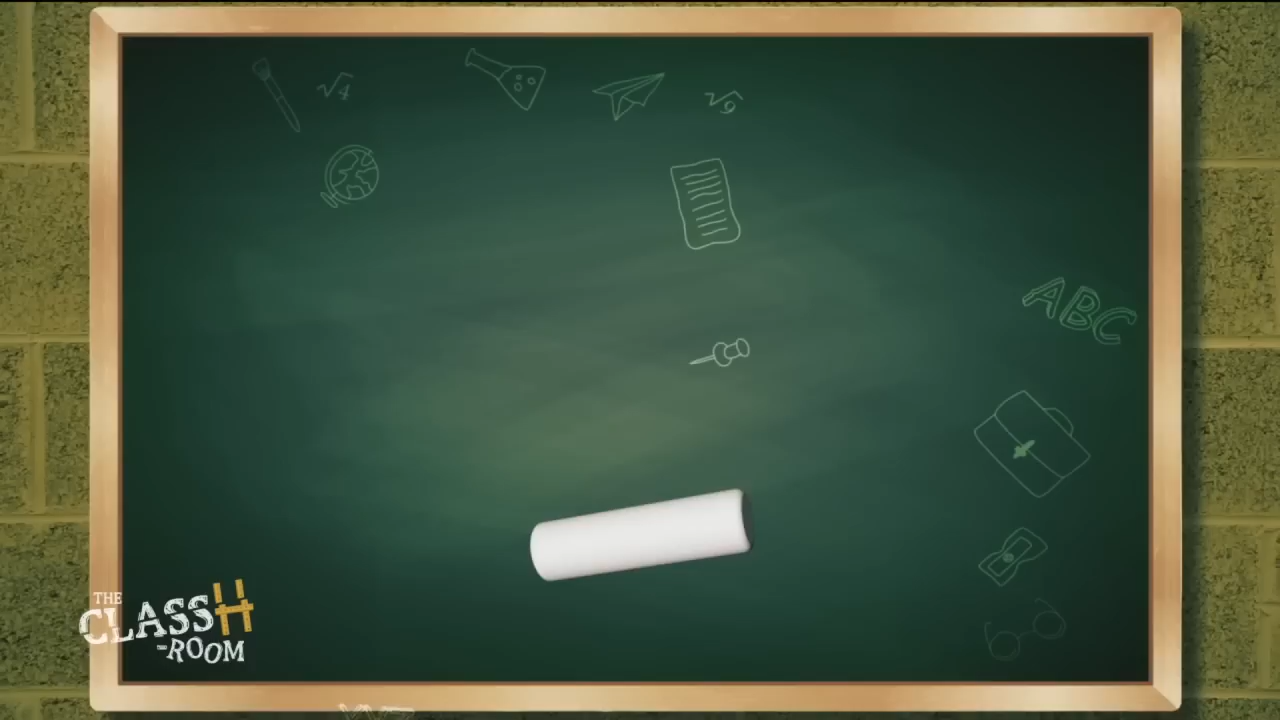 √4
√9
ABC
THE
CLASSH
-ROOM